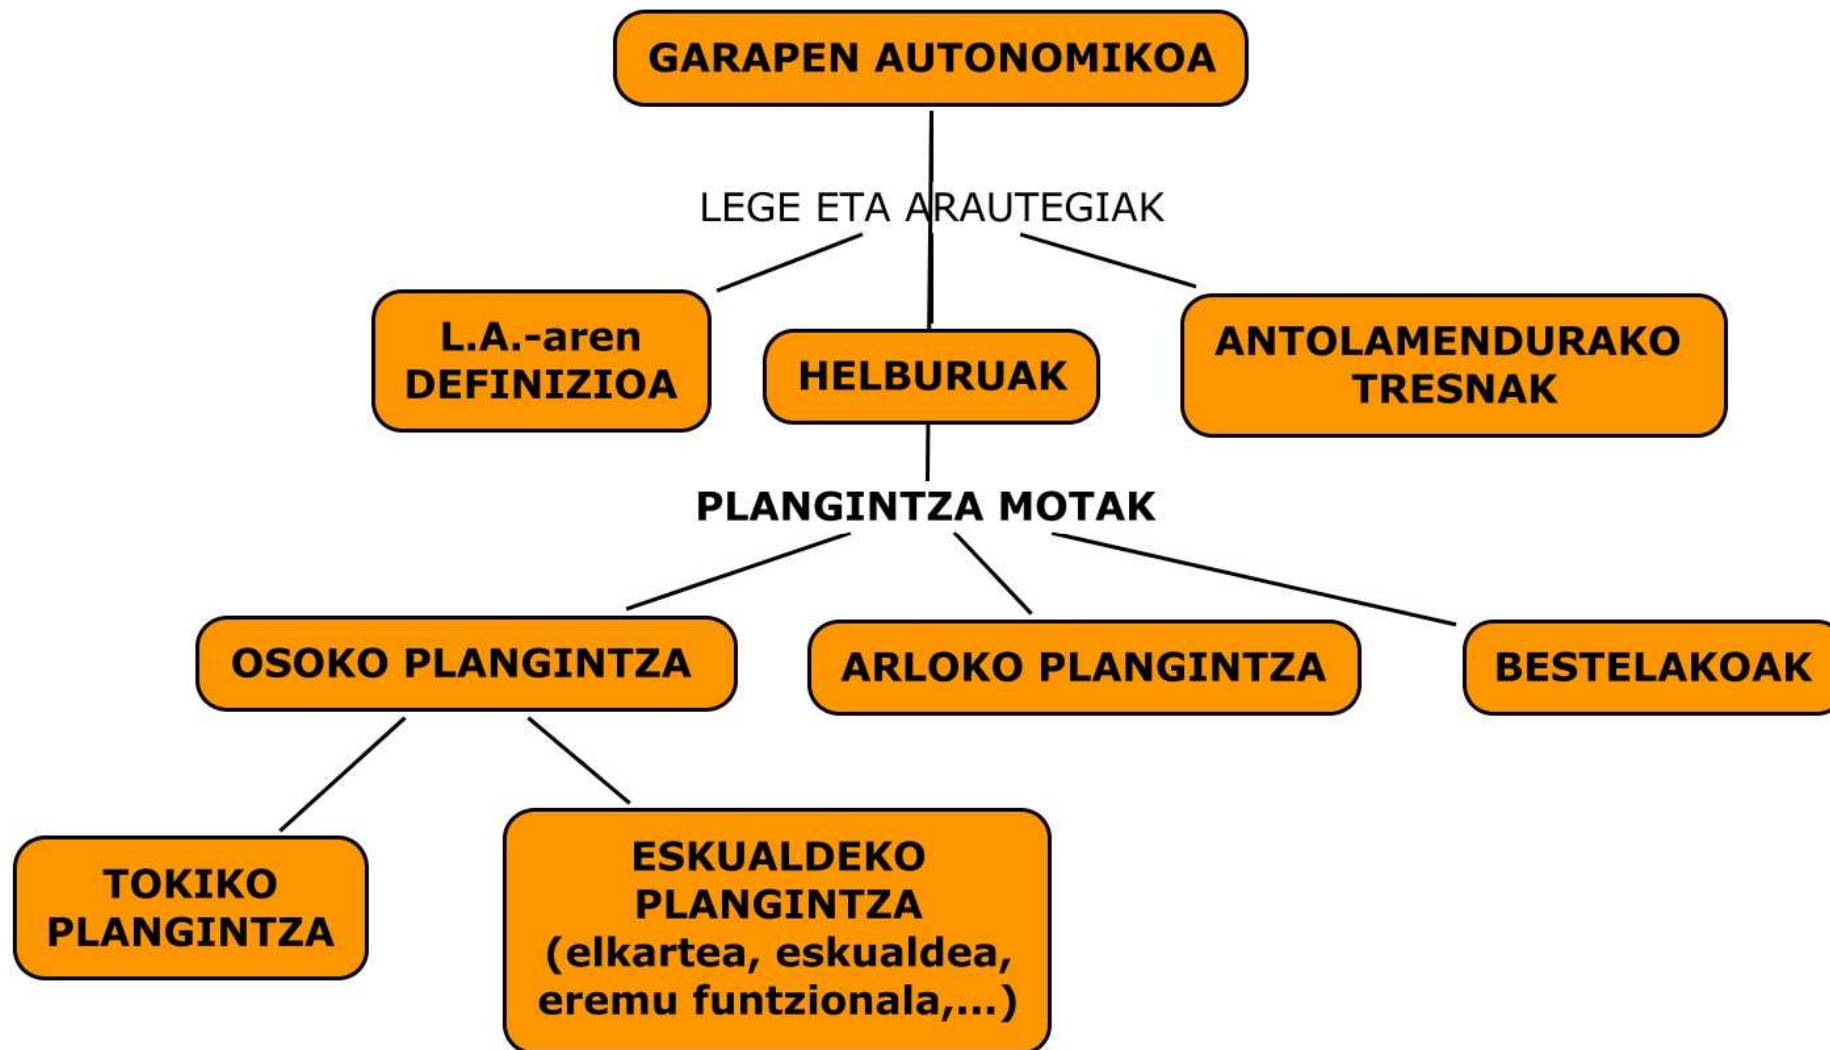 GARAPEN AUTONOMIKOA
LEGE ETA ARAUTEGIAK
L.A.-aren
DEFINIZIOA
HELBURUAK
ANTOLAMENDURAKO
TRESNAK
PLANGINTZA MOTAK
OSOKO PLANGINTZA
ARLOKO PLANGINTZA
BESTELAKOAK
TOKIKO
PLANGINTZA
ESKUALDEKO
PLANGINTZA
(elkartea, eskualdea,
eremu funtzionala,...)